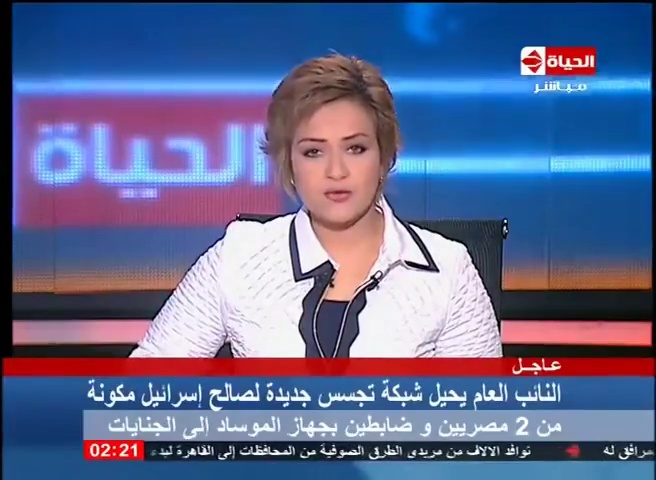 الحياة
مباشر
الحياة
عاجل
النائب العام يحيل شبكة تجسس جديدة لصالح إسرائيل مكونة
من 2 مصريين و ضابطين بجهاز الموساد إلى الجنايات
02:21
توافد الآلاف من مريدى الطرق الصوفية من المحافظات إلى القاهرة